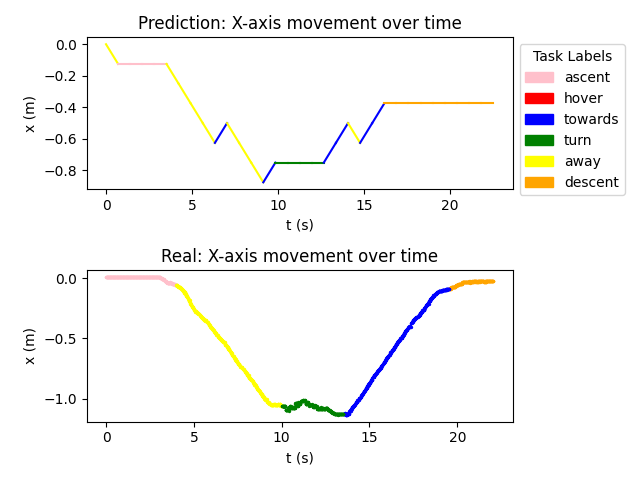 Prediction: X-axis movement over time
0.0
−0.2
−0.4
−0.6
−0.8
x (m)
0
5
10
15
20
t (s)
Task Labels
ascent
hover
towards
turn
away
descent
Real: X-axis movement over time
0.0
−0.5
−1.0
x (m)
0
5
10
15
20
t (s)